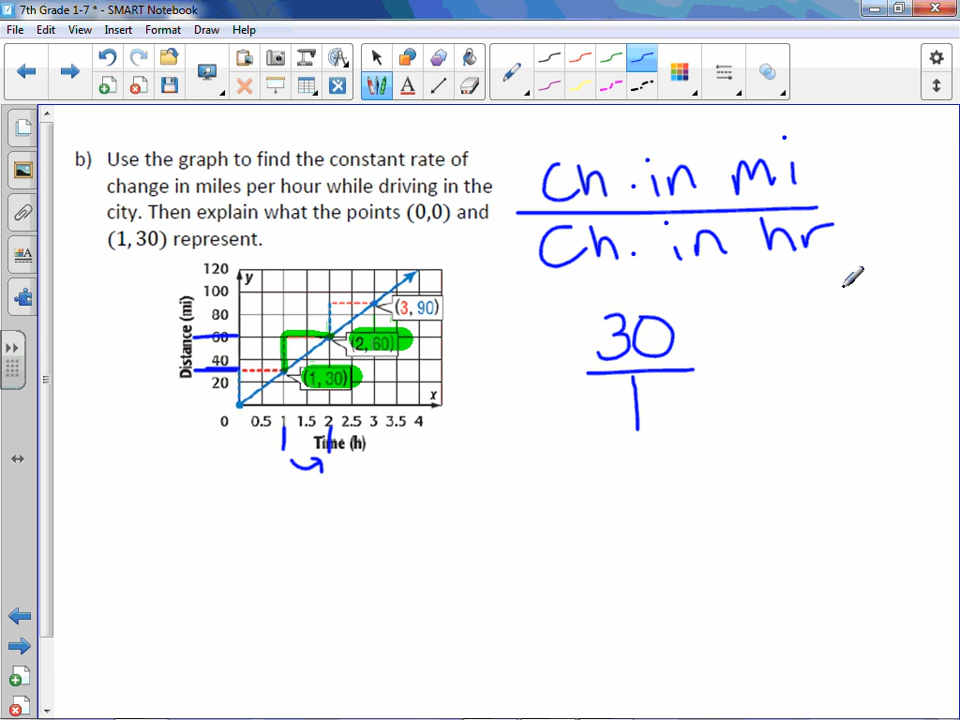 7th Grade 1-7 * - SMART Notebook
File Edit View Insert Format Draw Help
b) Use the graph to find the constant rate of
change in miles per hour while driving in the
city. Then explain what the points (0,0) and
(1, 30) represent.
Ch. in mi
Ch. in hr
30
1
120
100
80
60
40
20
0
y
x
Distance (mi)
(3, 90)
(2, 60)
(1, 30)
0.5 1 1.5 2 2.5 3 3.5 4
Time (h)